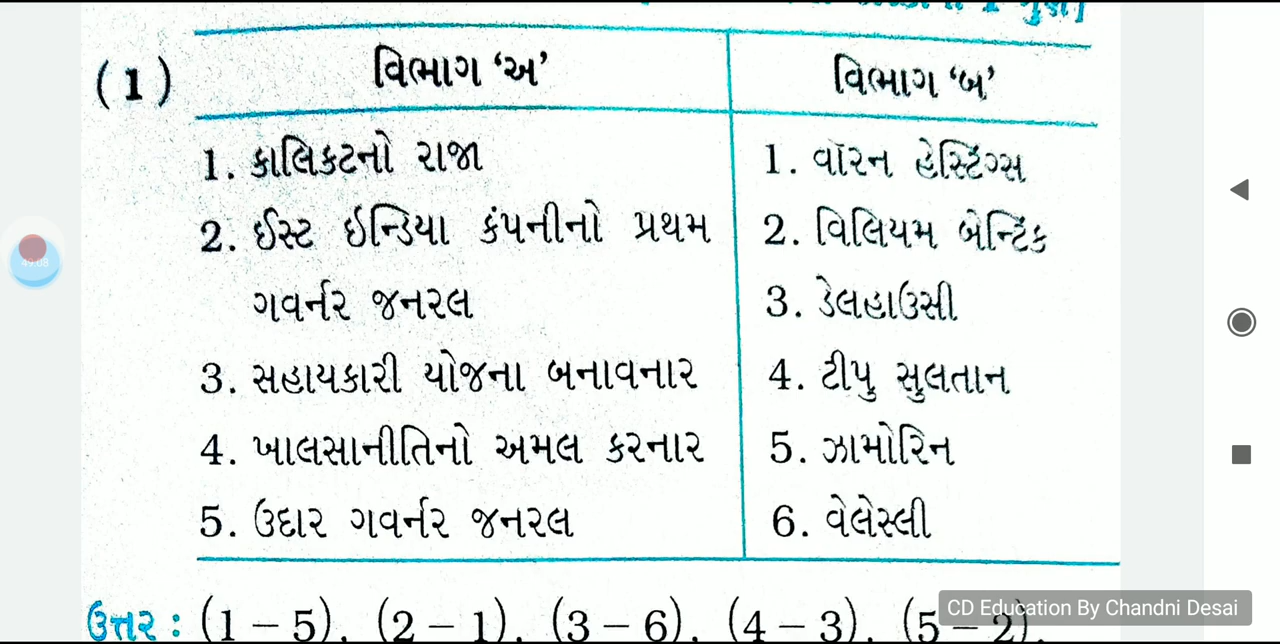 (1) વિભાગ ‘અ’ વિભાગ ‘બ’
1. કાલિકટનો રાજા 1. વૉરન હેસ્ટિંગ્સ
2. ઈસ્ટ ઇન્ડિયા કંપનીનો પ્રથમ 2. વિલિયમ બેન્ટિંક
ગવર્નર જનરલ 3. ડેલહાઉસી
3. સહાયકારી યોજના બનાવનાર 4. ટીપુ સુલતાન
4. ખાલસાનીતિનો અમલ કરનાર 5. ઝામોરિન
5. ઉદાર ગવર્નર જનરલ 6. વેલેસ્લી
ઉત્તર : (1 – 5), (2 – 1), (3 – 6), (4 – 3), (5 – 2).
CD Education By Chandni Desai